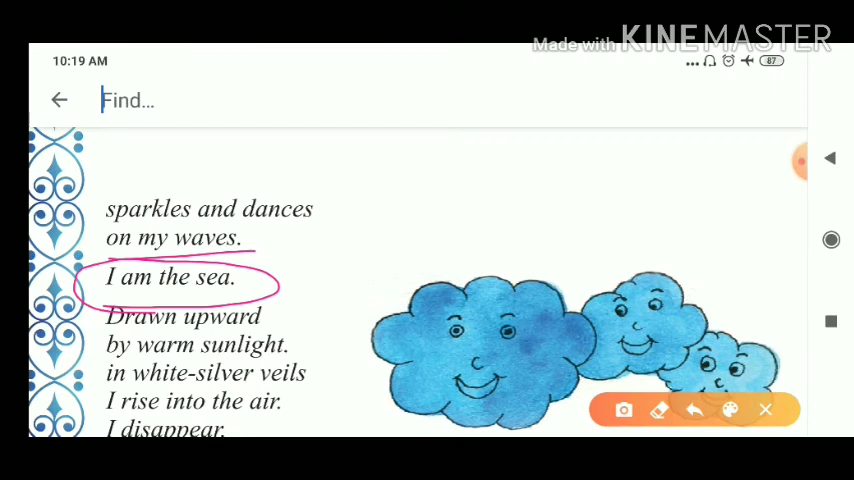 Made with KINEMASTER
10:19 AM
87
Find...
sparkles and dances
on my waves.
I am the sea.
Drawn upward
by warm sunlight.
in white-silver veils
I rise into the air.
I disappear.